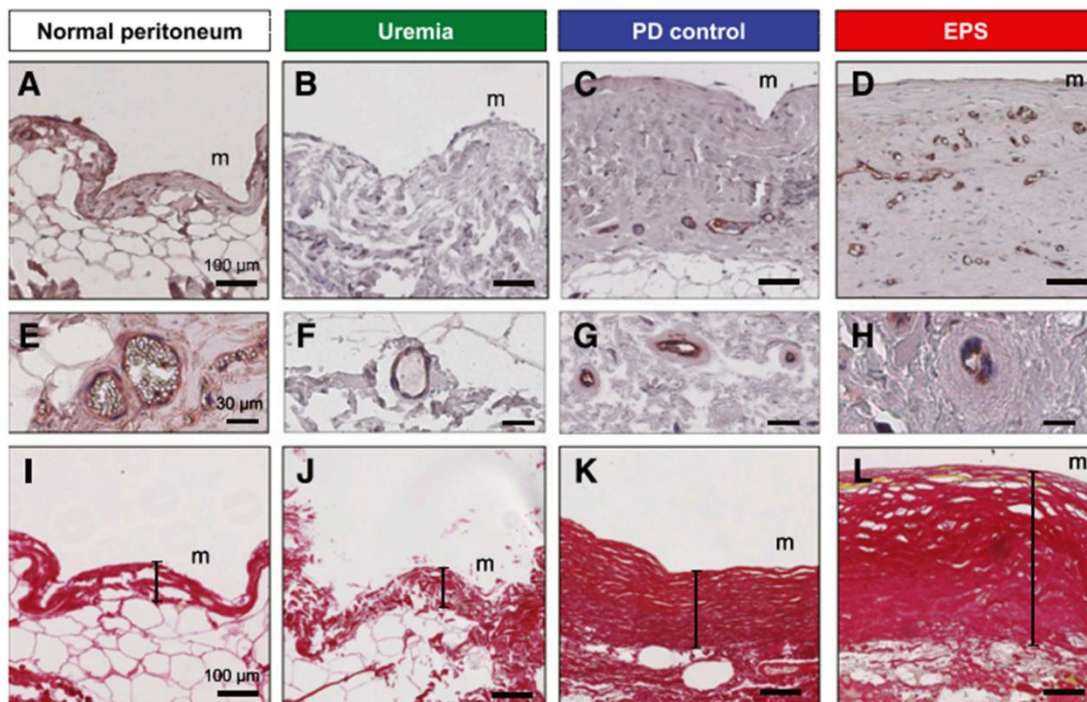 Normal peritoneum Uremia PD control EPS
A m 100 µm
B m
C m
D m
E 30 µm
F
G
H
I m 100 µm
J m
K m
L m